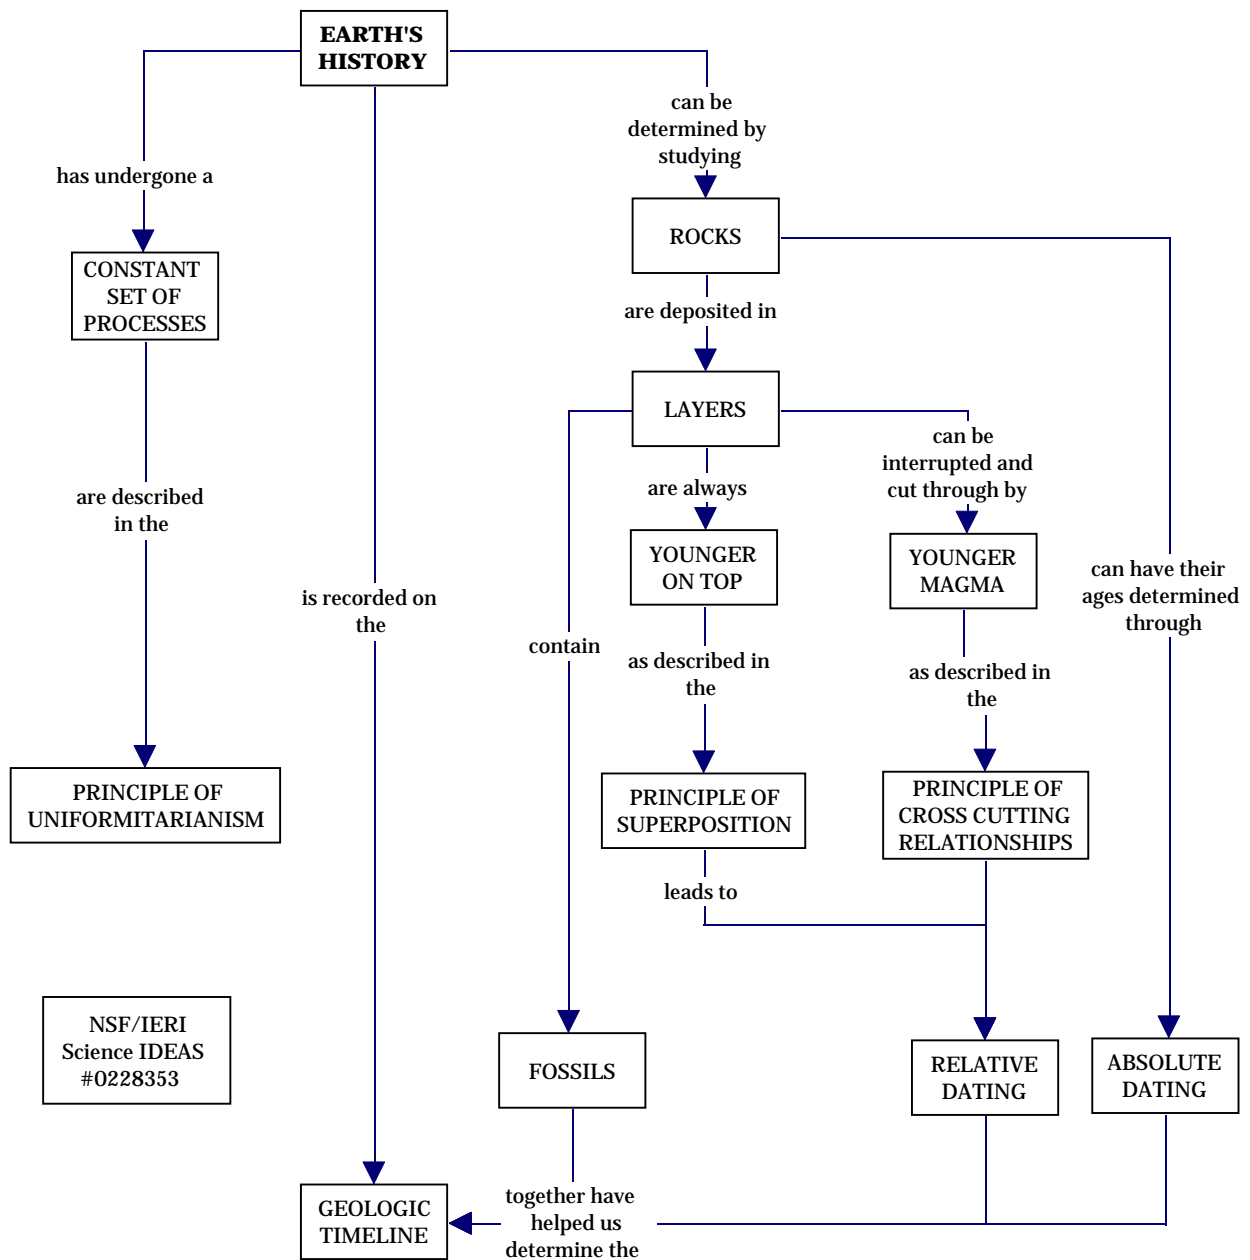 EARTH'S
HISTORY
has undergone a
CONSTANT
SET OF
PROCESSES
are described
in the
PRINCIPLE OF
UNIFORMITARIANISM
is recorded on
the
can be
determined by
studying
ROCKS
are deposited in
LAYERS
contain
are always
YOUNGER
ON TOP
as described in
the
PRINCIPLE OF
SUPERPOSITION
leads to
can be
interrupted and
cut through by
YOUNGER
MAGMA
as described in
the
PRINCIPLE OF
CROSS CUTTING
RELATIONSHIPS
can have their
ages determined
through
NSF/IERI
Science IDEAS
#0228353
FOSSILS
RELATIVE
DATING
ABSOLUTE
DATING
together have
helped us
determine the
GEOLOGIC
TIMELINE